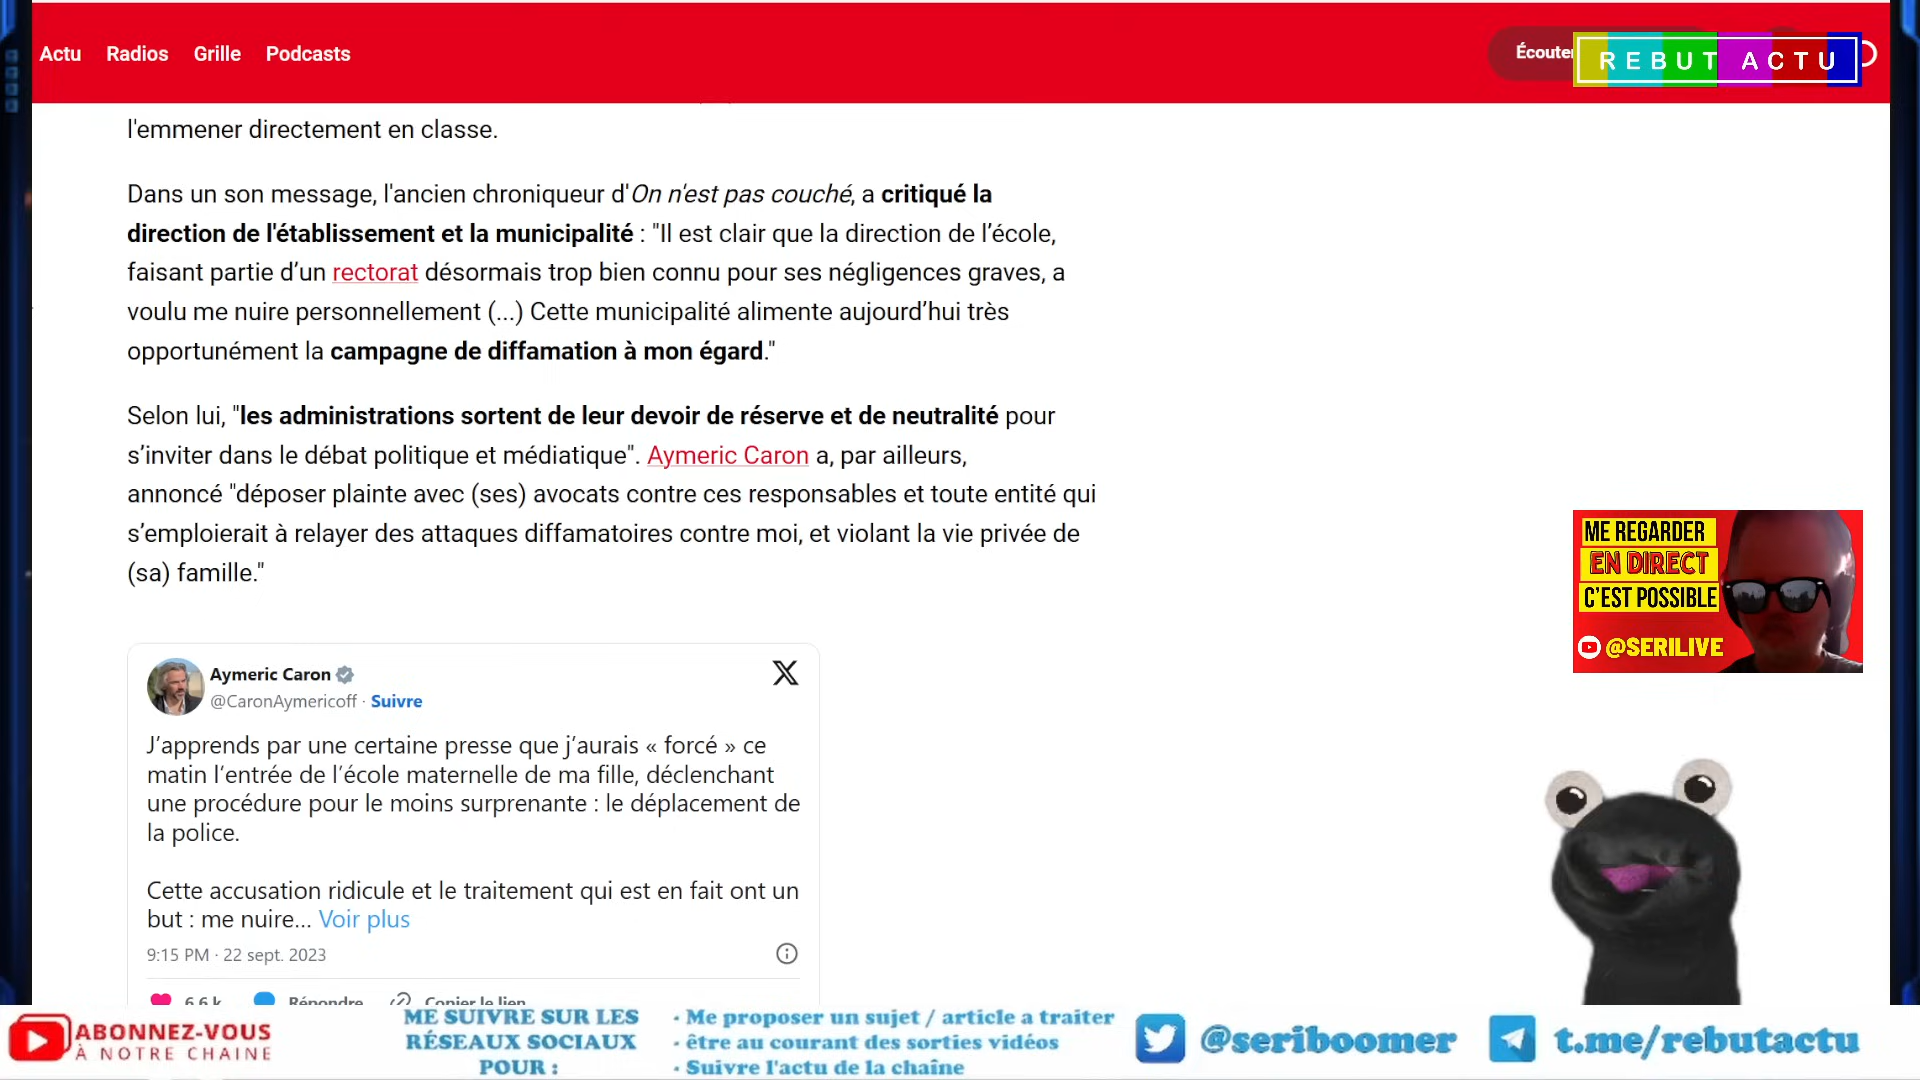 Actu Radios Grille Podcasts
Écouter
REBUT ACTU
l'emmener directement en classe.
Dans un son message, l'ancien chroniqueur d'On n'est pas couché, a critiqué la
direction de l'établissement et la municipalité : "Il est clair que la direction de l’école,
faisant partie d’un rectorat désormais trop bien connu pour ses négligences graves, a
voulu me nuire personnellement (...) Cette municipalité alimente aujourd’hui très
opportunément la campagne de diffamation à mon égard."
Selon lui, "les administrations sortent de leur devoir de réserve et de neutralité pour
s’inviter dans le débat politique et médiatique". Aymeric Caron a, par ailleurs,
annoncé "déposer plainte avec (ses) avocats contre ces responsables et toute entité qui
s’emploierait à relayer des attaques diffamatoires contre moi, et violant la vie privée de
(sa) famille."
ME REGARDER
EN DIRECT
C'EST POSSIBLE
@SERILIVE
Aymeric Caron
@CaronAymericoff · Suivre
J’apprends par une certaine presse que j’aurais « forcé » ce
matin l’entrée de l’école maternelle de ma fille, déclenchant
une procédure pour le moins surprenante : le déplacement de
la police.
Cette accusation ridicule et le traitement qui est en fait ont un
but : me nuire... Voir plus
9:15 PM · 22 sept. 2023
6,6 k Répondre Copier le lien
ABONNEZ-VOUS
À NOTRE CHAINE
ME SUIVRE SUR LES
RÉSEAUX SOCIAUX
POUR :
- Me proposer un sujet / article a traiter
- être au courant des sorties vidéos
- Suivre l'actu de la chaîne
@seriboomer
t.me/rebutactu